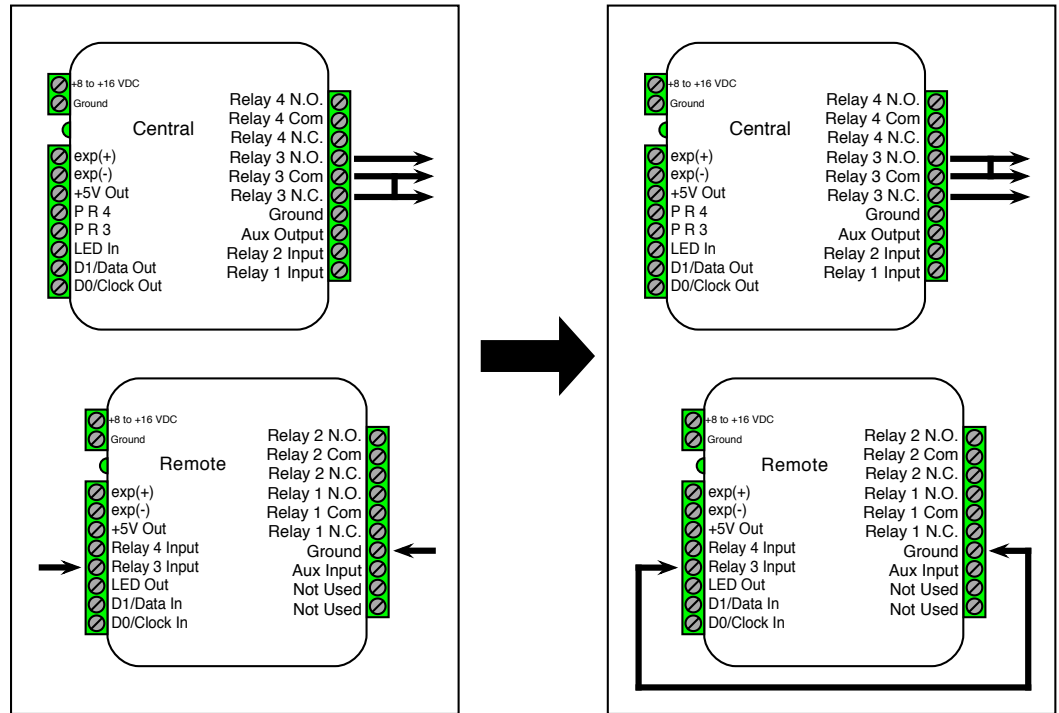 +8 to +16 VDC
Ground
Central
exp(+)
exp(-)
+5V Out
P R 4
P R 3
LED In
D1/Data Out
D0/Clock Out
Relay 4 N.O.
Relay 4 Com
Relay 4 N.C.
Relay 3 N.O.
Relay 3 Com
Relay 3 N.C.
Ground
Aux Output
Relay 2 Input
Relay 1 Input
+8 to +16 VDC
Ground
Remote
exp(+)
exp(-)
+5V Out
Relay 4 Input
Relay 3 Input
LED Out
D1/Data In
D0/Clock In
Relay 2 N.O.
Relay 2 Com
Relay 2 N.C.
Relay 1 N.O.
Relay 1 Com
Relay 1 N.C.
Ground
Aux Input
Not Used
Not Used
+8 to +16 VDC
Ground
Central
exp(+)
exp(-)
+5V Out
P R 4
P R 3
LED In
D1/Data Out
D0/Clock Out
Relay 4 N.O.
Relay 4 Com
Relay 4 N.C.
Relay 3 N.O.
Relay 3 Com
Relay 3 N.C.
Ground
Aux Output
Relay 2 Input
Relay 1 Input
+8 to +16 VDC
Ground
Remote
exp(+)
exp(-)
+5V Out
Relay 4 Input
Relay 3 Input
LED Out
D1/Data In
D0/Clock In
Relay 2 N.O.
Relay 2 Com
Relay 2 N.C.
Relay 1 N.O.
Relay 1 Com
Relay 1 N.C.
Ground
Aux Input
Not Used
Not Used